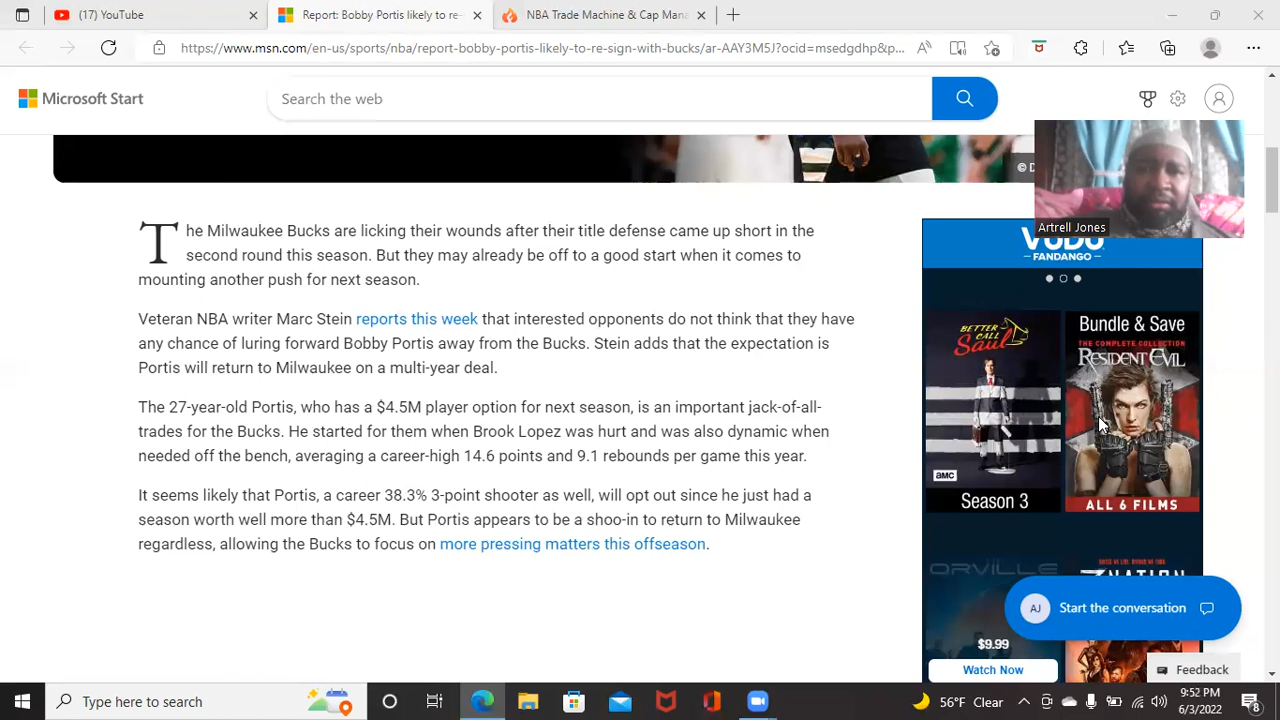 (17) YouTube
Report: Bobby Portis likely to re-
NBA Trade Machine & Cap Mana
https://www.msn.com/en-us/sports/nba/report-bobby-portis-likely-to-re-sign-with-bucks/ar-AAY3M5J?ocid=msedgdhp&p...
Microsoft Start
Search the web
© D
Artrell Jones
The Milwaukee Bucks are licking their wounds after their title defense came up short in the
second round this season. But they may already be off to a good start when it comes to
mounting another push for next season.
Veteran NBA writer Marc Stein reports this week that interested opponents do not think that they have
any chance of luring forward Bobby Portis away from the Bucks. Stein adds that the expectation is
Portis will return to Milwaukee on a multi-year deal.
The 27-year-old Portis, who has a $4.5M player option for next season, is an important jack-of-all-
trades for the Bucks. He started for them when Brook Lopez was hurt and was also dynamic when
needed off the bench, averaging a career-high 14.6 points and 9.1 rebounds per game this year.
It seems likely that Portis, a career 38.3% 3-point shooter as well, will opt out since he just had a
season worth well more than $4.5M. But Portis appears to be a shoo-in to return to Milwaukee
regardless, allowing the Bucks to focus on more pressing matters this offseason.
VUDU
FANDANGO
BETTER
CALL
Saul
amc
Season 3
Bundle & Save
THE COMPLETE COLLECTION
RESIDENT EVIL
ALL 6 FILMS
ORVILLE
Z NATION
$9.99
Watch Now
AJ
Start the conversation
Feedback
Type here to search
56°F Clear
9:52 PM
6/3/2022
8